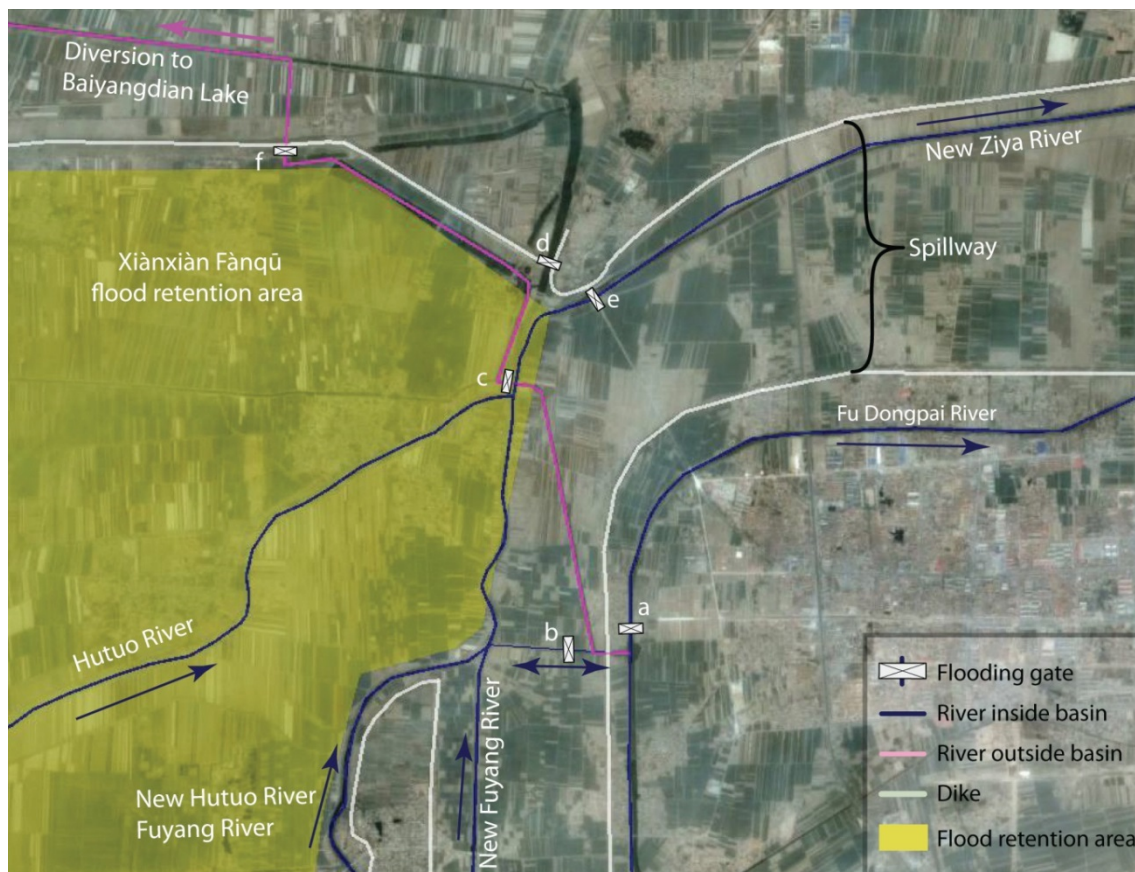 Diversion to
Baiyangdian Lake
f
d
e
New Ziya River
Spillway
Xiànxiàn Fànqū
flood retention area
c
Fu Dongpai River
Hutuo River
b
a
New Hutuo River
Fuyang River
New Fuyang River
Flooding gate
River inside basin
River outside basin
Dike
Flood retention area